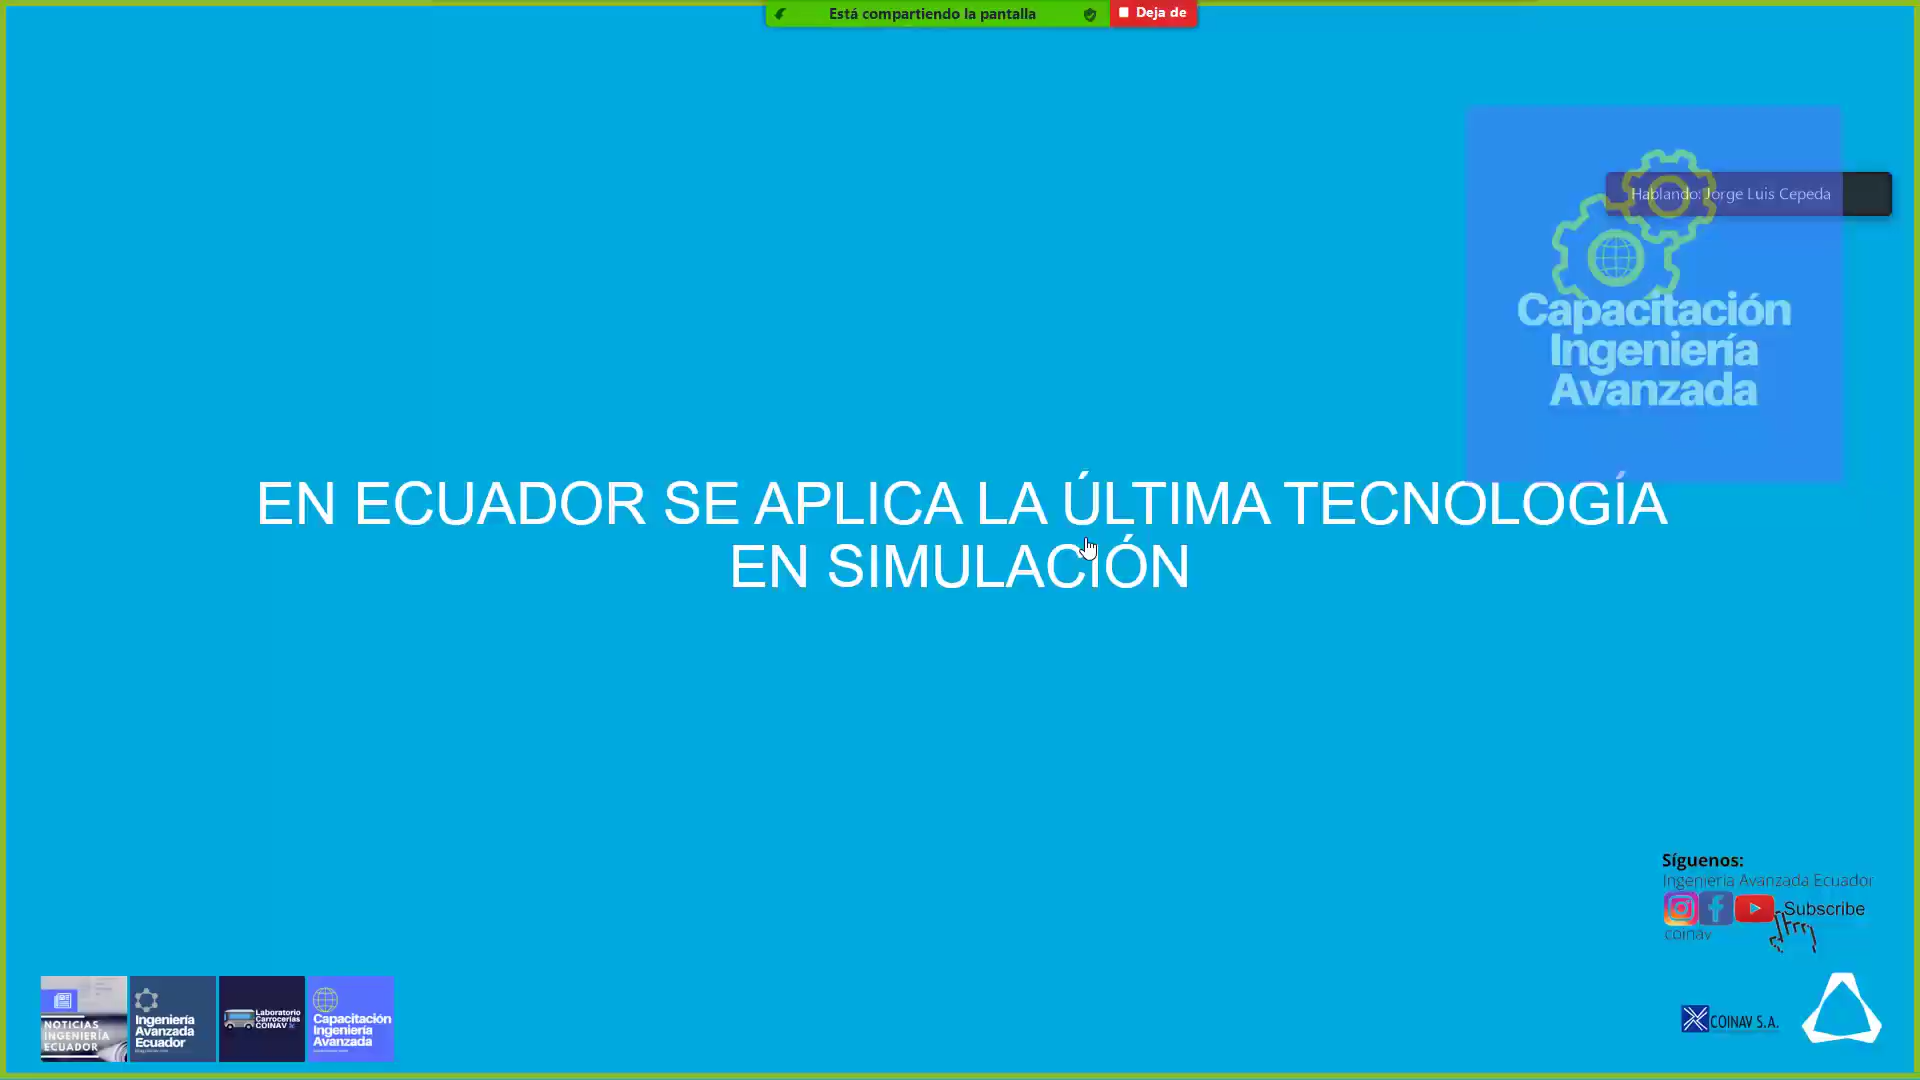 Está compartiendo la pantalla
Deja de
Hablando: Jorge Luis Cepeda
Capacitación
Ingeniería
Avanzada
EN ECUADOR SE APLICA LA ÚLTIMA TECNOLOGÍA
EN SIMULACIÓN
Síguenos:
Ingeniería Avanzada Ecuador
Subscribe
coinav
NOTICIAS
INGENIERÍA
ECUADOR
Ingeniería
Avanzada
Ecuador
Laboratorio
Carrocerías
COINAV
Capacitación
Ingeniería
Avanzada
COINAV S.A.